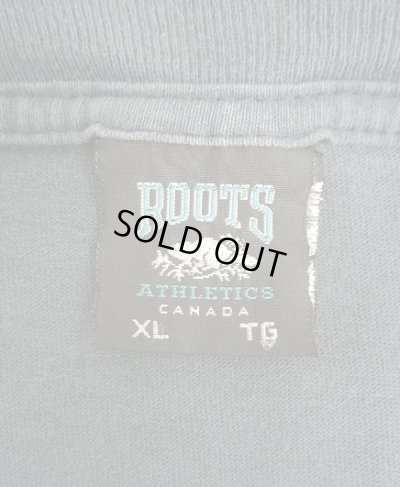 ROOTS
SOLD OUT
ATHLETICS
CANADA
XL TG